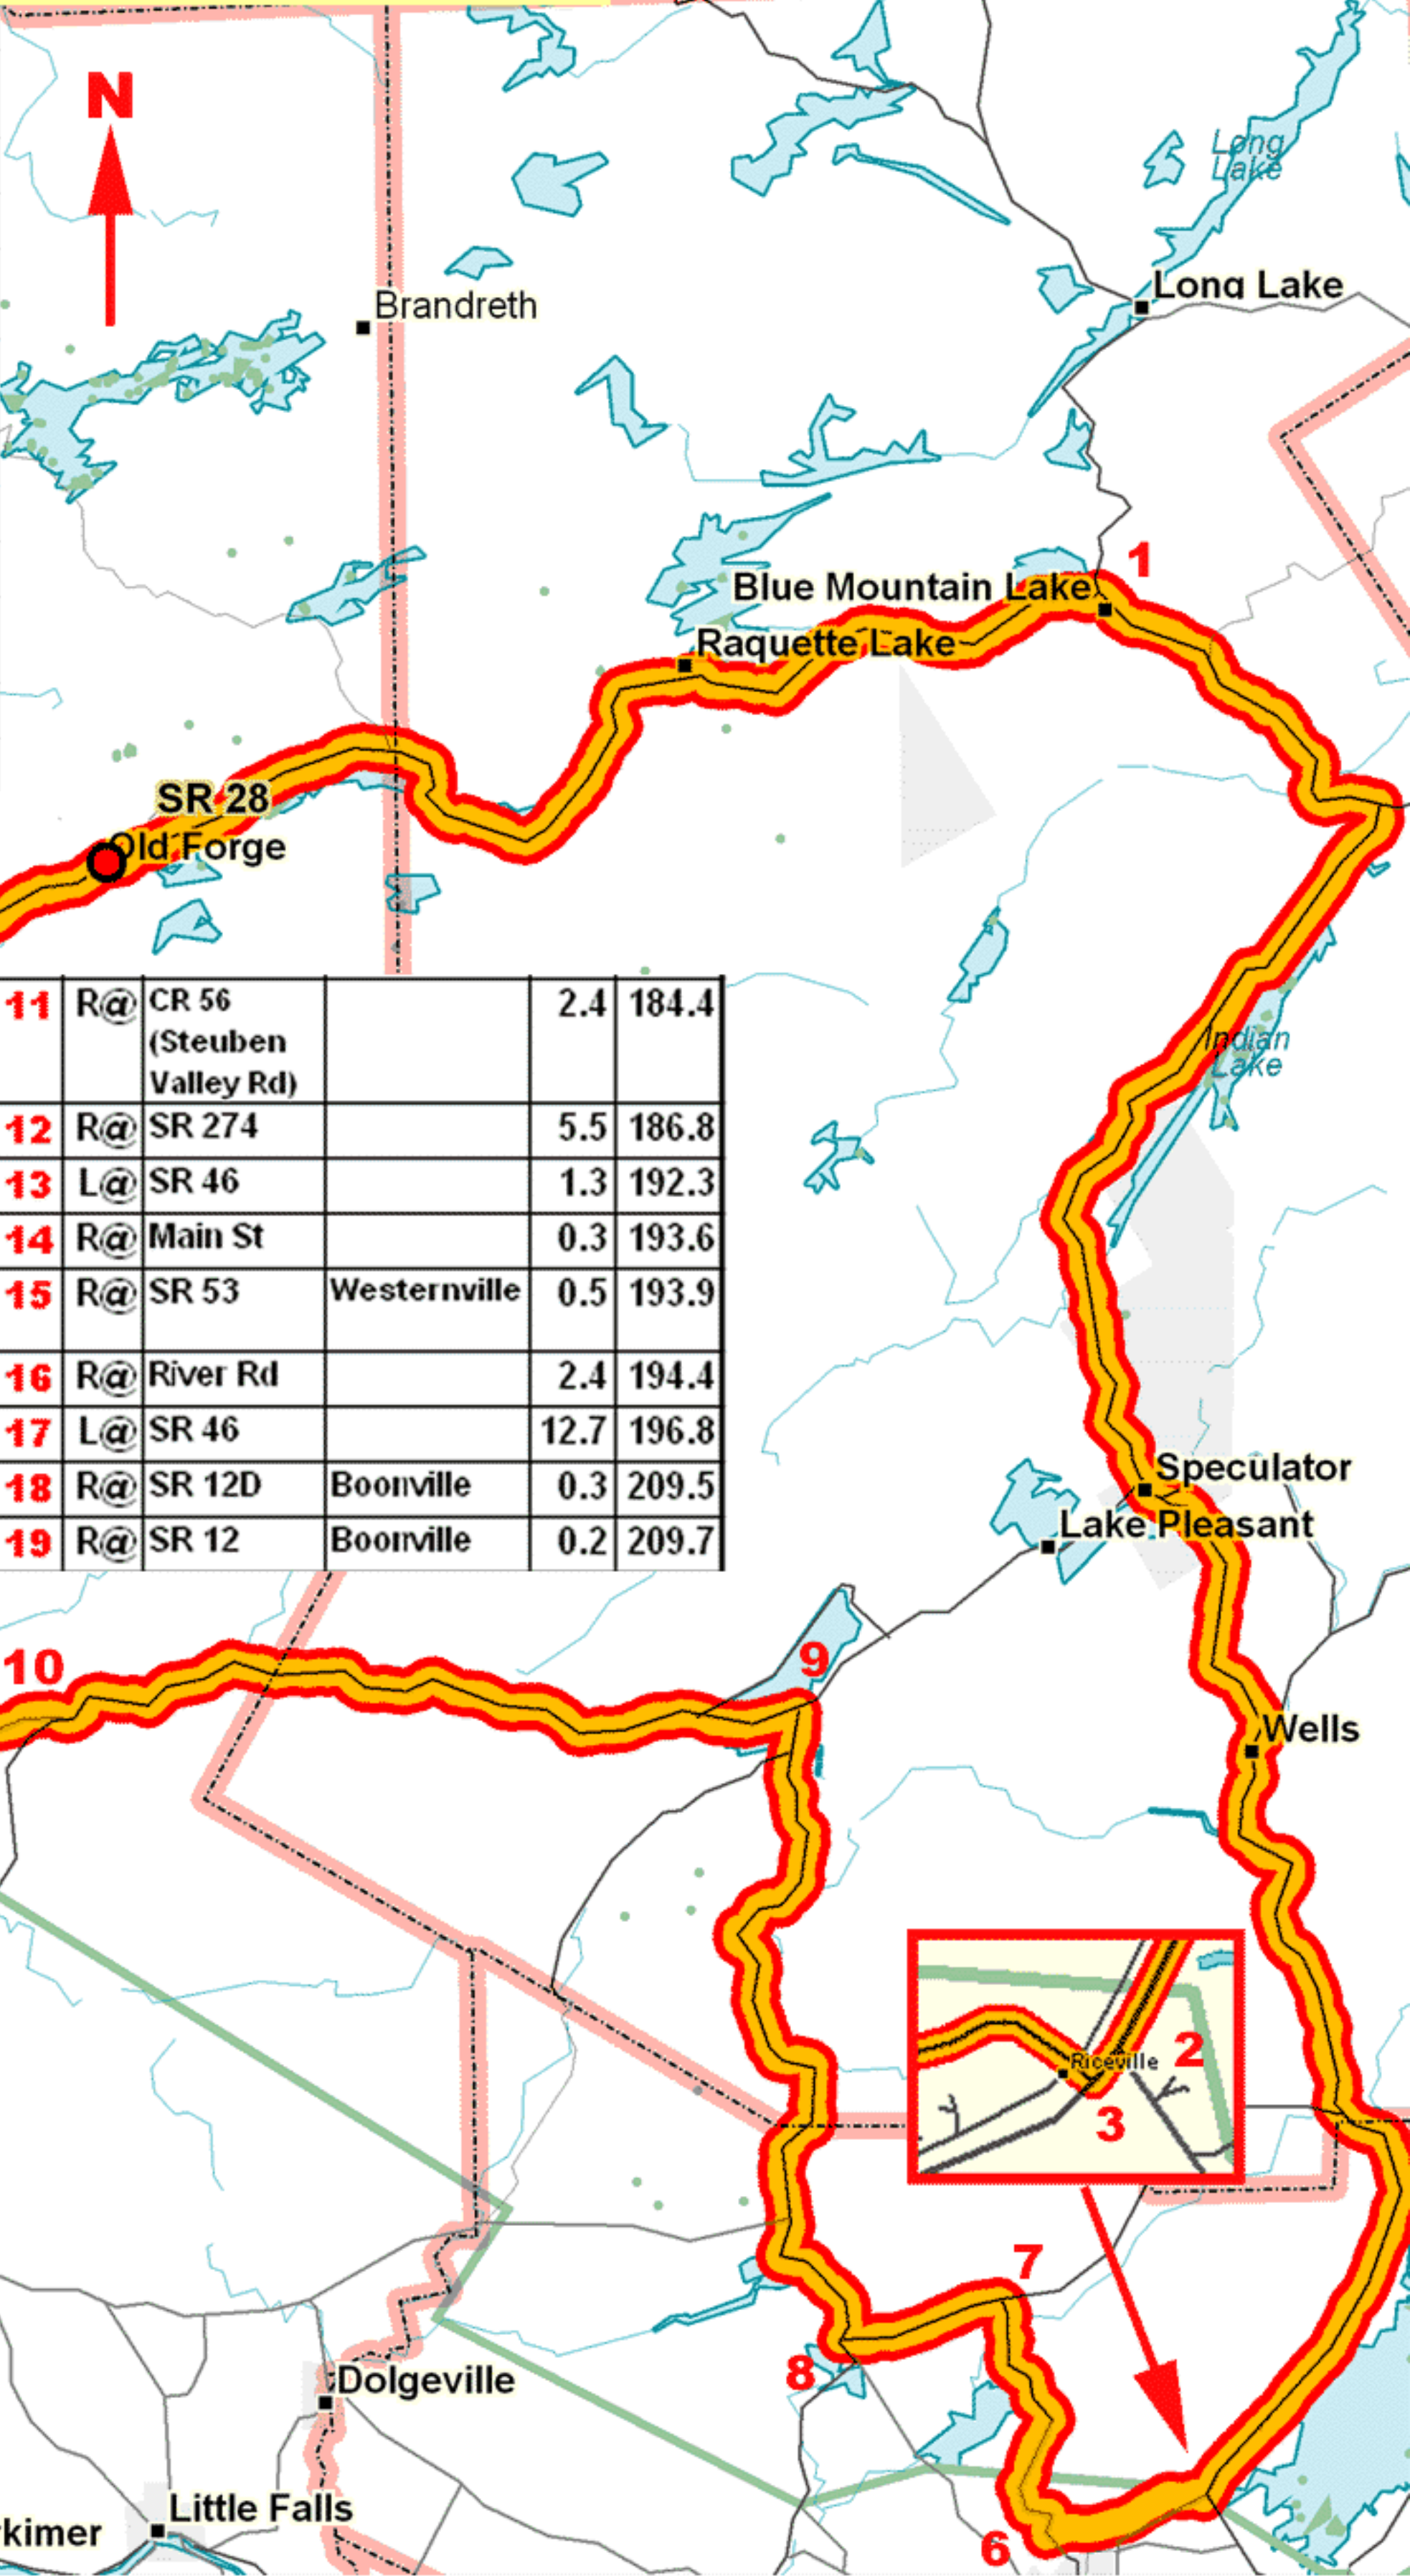 N
Long
Lake
Long Lake
Brandreth
1
Blue Mountain Lake
Raquette Lake
SR 28
Old Forge
11 R@ CR 56 2.4 184.4
(Steuben
Valley Rd)
12 R@ SR 274 5.5 186.8
13 L@ SR 46 1.3 192.3
14 R@ Main St 0.3 193.6
15 R@ SR 53 Westernville 0.5 193.9
16 R@ River Rd 2.4 194.4
17 L@ SR 46 12.7 196.8
18 R@ SR 12D Boonville 0.3 209.5
19 R@ SR 12 Boonville 0.2 209.7
Indian
Lake
Speculator
Lake Pleasant
10
9
Wells
2
Riceville
3
7
8
Dolgeville
Little Falls
rkimer
6